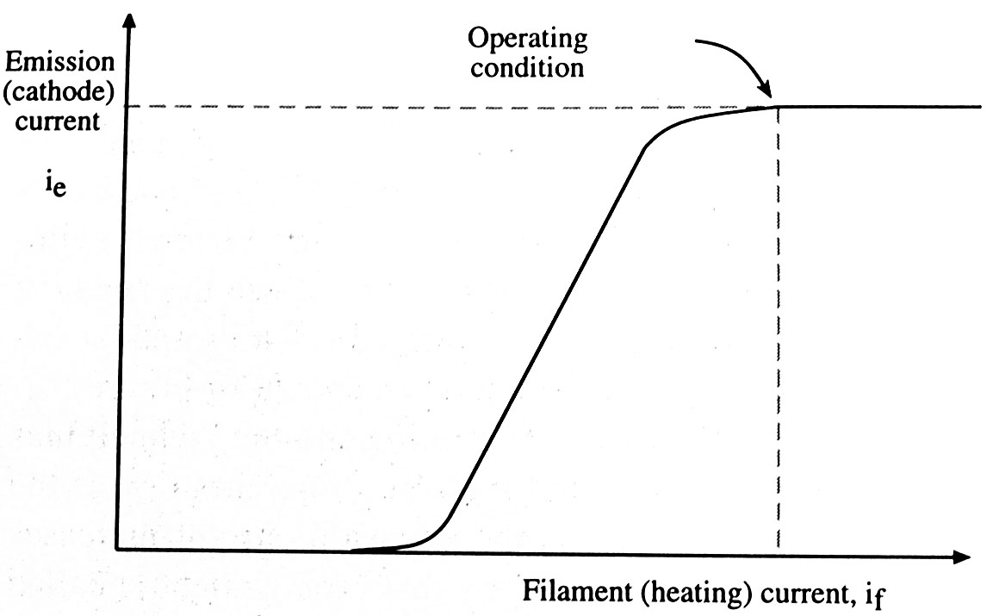 Operating
condition
Emission
(cathode)
current
ie
Filament (heating) current, if